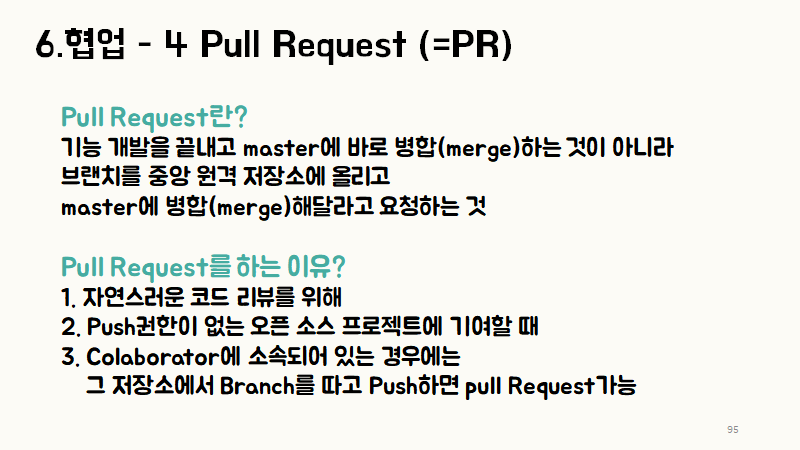 6.협업 - 4 Pull Request (=PR)
Pull Request란?
기능 개발을 끝내고 master에 바로 병합(merge)하는 것이 아니라
브랜치를 중앙 원격 저장소에 올리고
master에 병합(merge)해달라고 요청하는 것
Pull Request를 하는 이유?
1. 자연스러운 코드 리뷰를 위해
2. Push권한이 없는 오픈 소스 프로젝트에 기여할 때
3. Colaborator에 소속되어 있는 경우에는
그 저장소에서 Branch를 따고 Push하면 pull Request가능
95